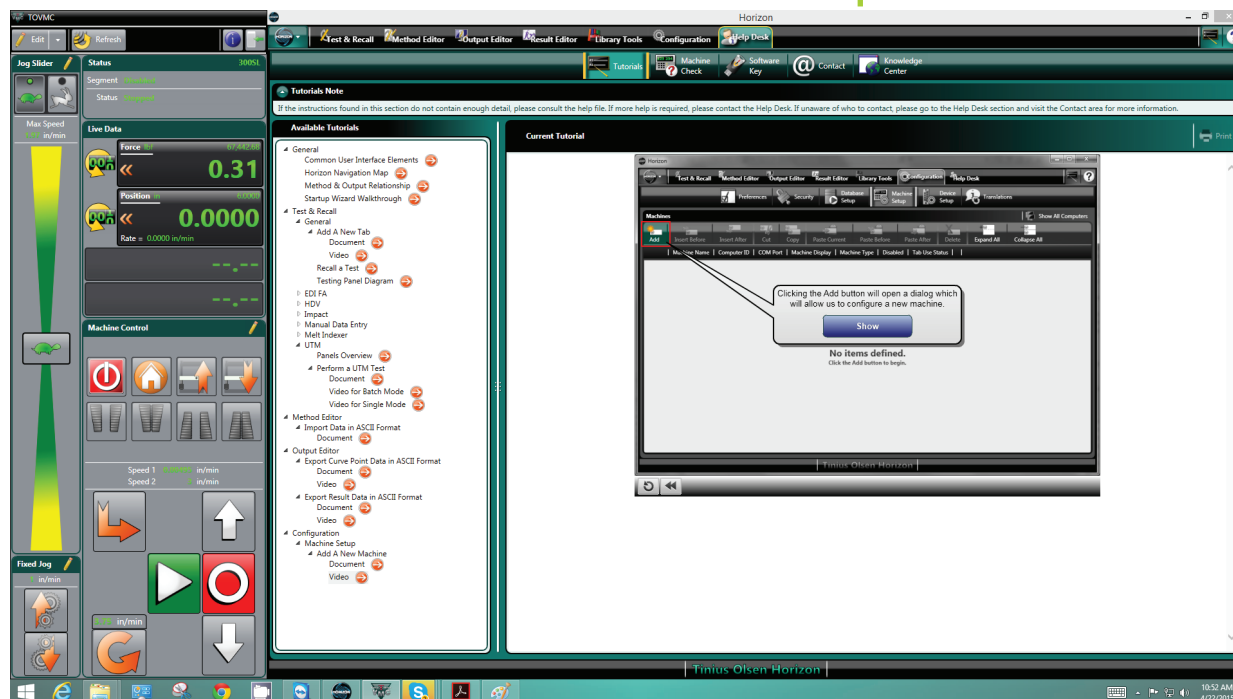 TOVMC
Horizon
Edit
Refresh
Test & Recall
Method Editor
Output Editor
Result Editor
Library Tools
Configuration
Help Desk
Tutorials
Machine Check
Software Key
Contact
Knowledge Center
Jog Slider
Status
300SL
Segment
Status
Max Speed
in/min
Live Data
Force lbf
67,442.68
0.31
Position in
6.0000
0.0000
Rate = 0.0000 in/min
--.--
--.--
Machine Control
Speed 1
in/min
Speed 2
in/min
Fixed Jog
in/min
in/min
Tutorials Note
If the instructions found in this section do not contain enough detail, please consult the help file. If more help is required, please contact the Help Desk. If unaware of who to contact, please go to the Help Desk section and visit the Contact area for more information.
Available Tutorials
General
Common User Interface Elements
Horizon Navigation Map
Method & Output Relationship
Startup Wizard Walkthrough
Test & Recall
General
Add A New Tab
Document
Video
Recall a Test
Testing Panel Diagram
EDI FA
HDV
Impact
Manual Data Entry
Melt Indexer
UTM
Panels Overview
Perform a UTM Test
Document
Video for Batch Mode
Video for Single Mode
Method Editor
Import Data in ASCII Format
Document
Output Editor
Export Curve Point Data in ASCII Format
Document
Video
Export Result Data in ASCII Format
Document
Video
Configuration
Machine Setup
Add A New Machine
Document
Video
Current Tutorial
Print
Horizon
Test & Recall
Method Editor
Output Editor
Result Editor
Library Tools
Configuration
Help Desk
Preferences
Security
Database Setup
Machine Setup
Device Setup
Translations
Machines
Show All Computers
Add
Insert Before
Insert After
Cut
Copy
Paste Current
Paste Before
Paste After
Delete
Expand All
Collapse All
Machine Name | Computer ID | COM Port | Machine Display | Machine Type | Disabled | Tab Use Status
Clicking the Add button will open a dialog which
will allow us to configure a new machine.
Show
No items defined.
Click the Add button to begin.
Tinius Olsen Horizon
Tinius Olsen Horizon
10:52 AM